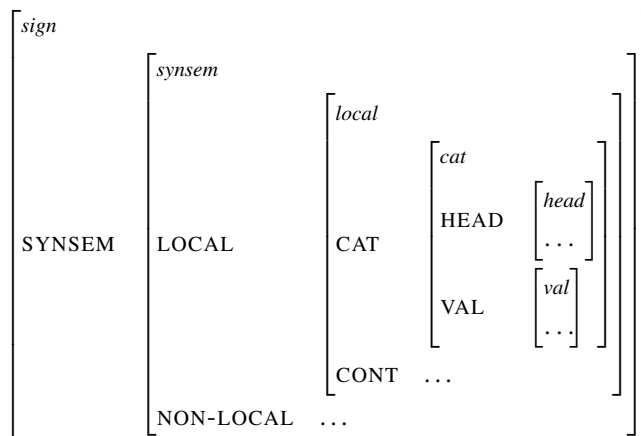 sign
synsem
local
cat
head
HEAD
...
SYNSEM LOCAL CAT
val
VAL
...
CONT ...
NON-LOCAL ...